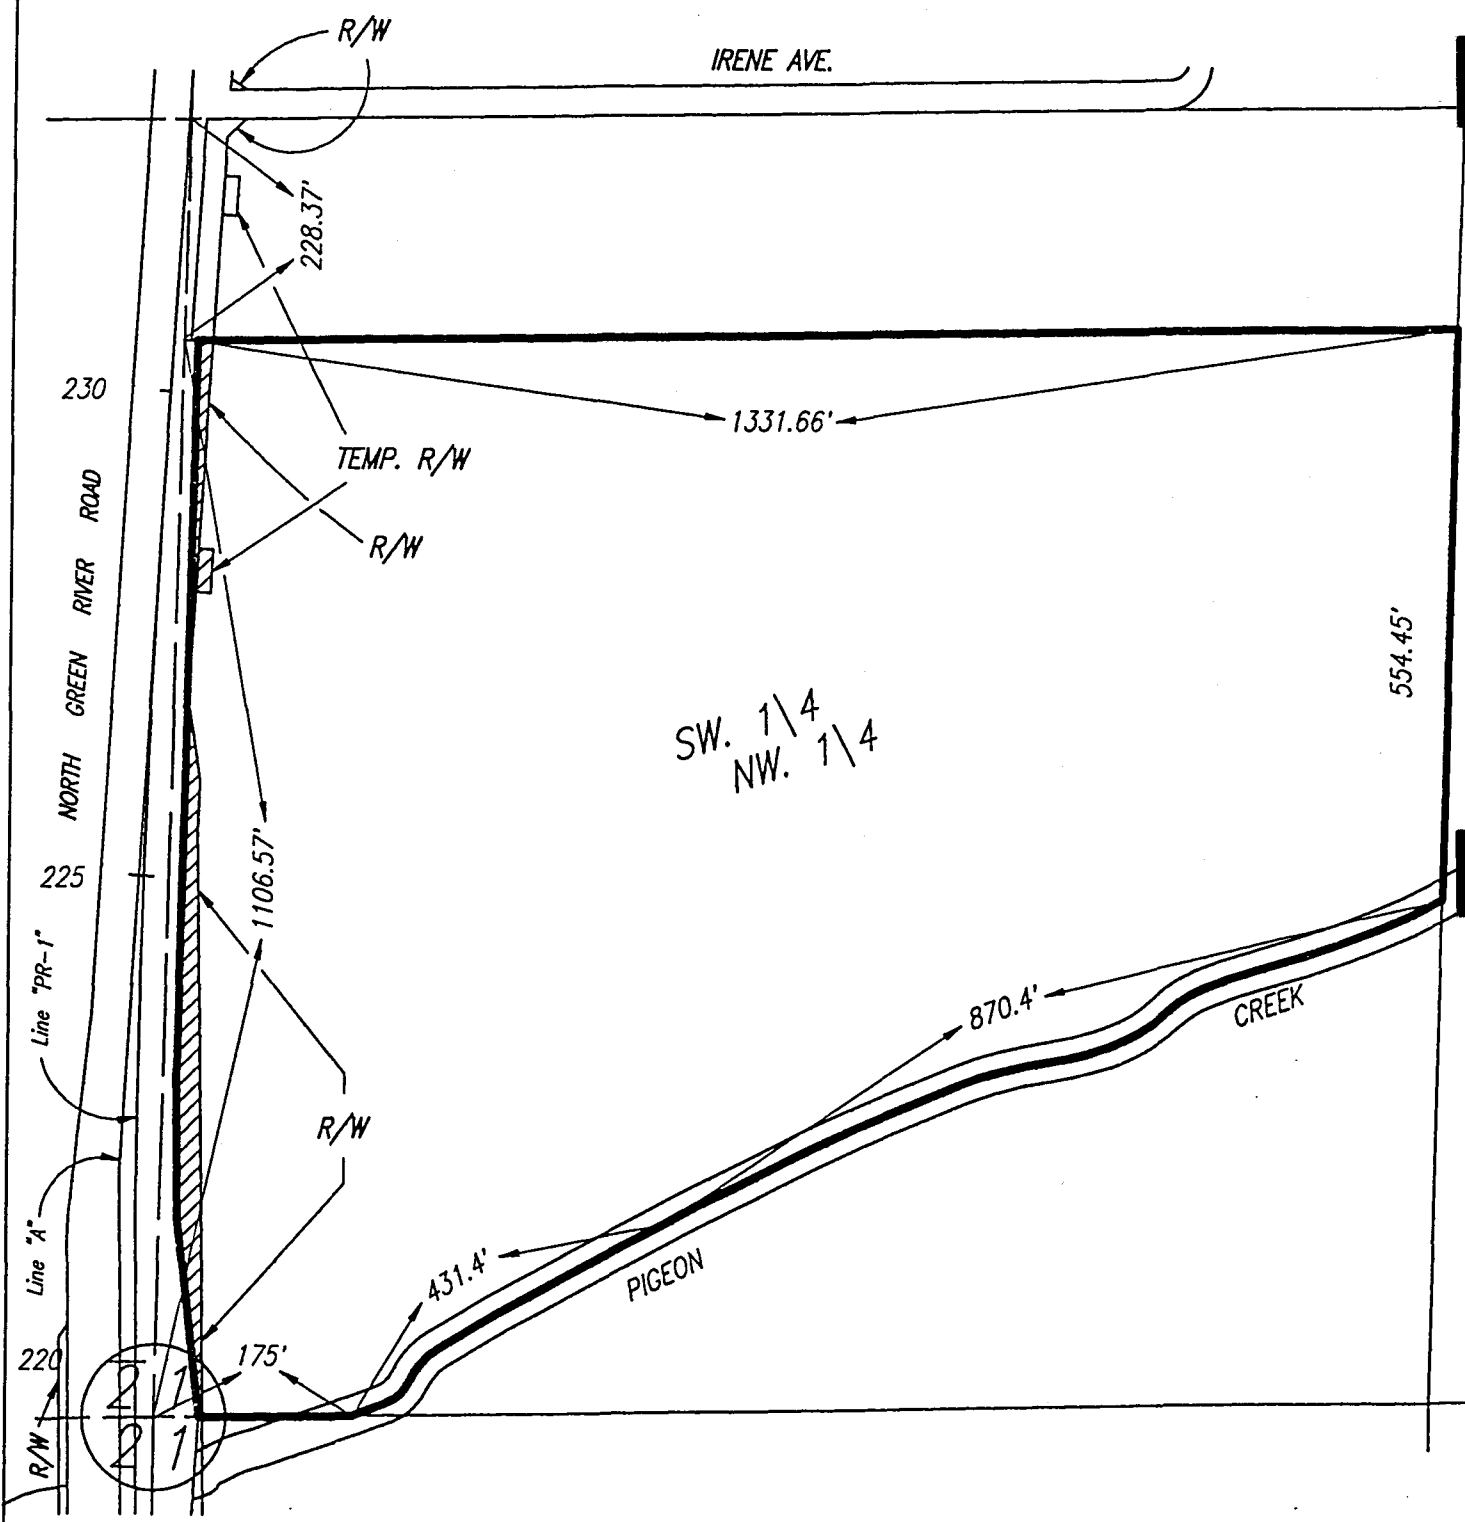 R/W
IRENE AVE.
228.37'
230
1331.66'
TEMP. R/W
R/W
NORTH GREEN RIVER ROAD
554.45'
SW. 1\4
NW. 1\4
225
1106.57'
Line "PR-1"
870.4'
CREEK
R/W
Line "A"
431.4'
PIGEON
220
175'
2 1
2 1
R/W